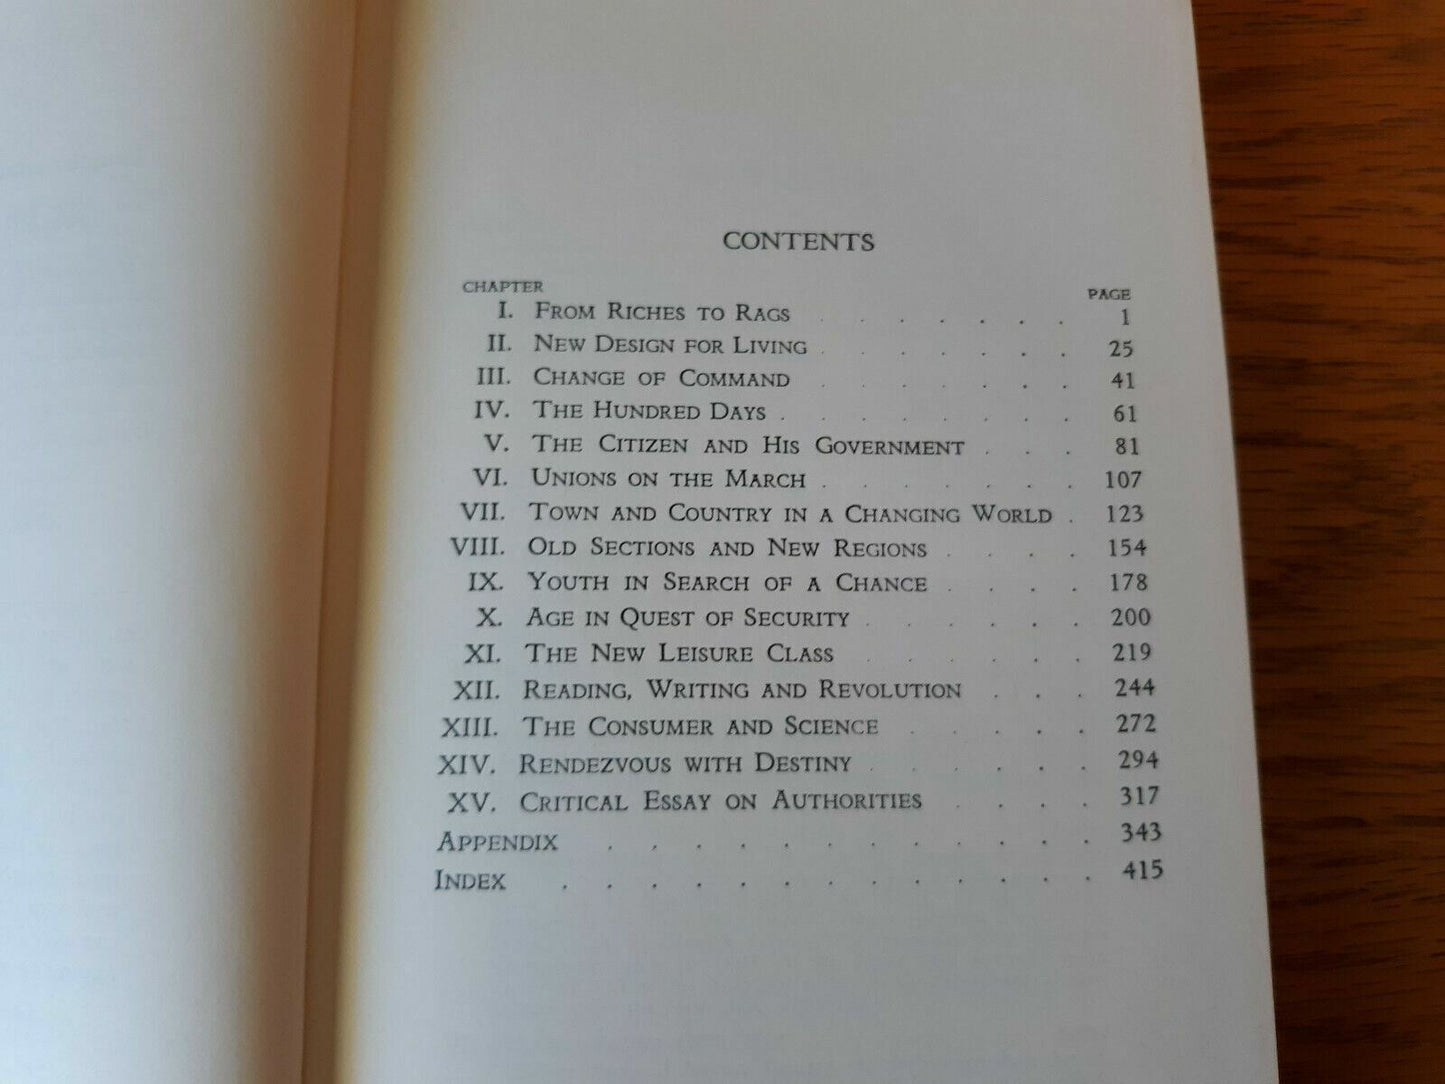 CONTENTS
CHAPTER PAGE
I. FROM RICHES TO RAGS . . . . . . . 1
II. NEW DESIGN FOR LIVING . . . . . . . 25
III. CHANGE OF COMMAND . . . . . . . 41
IV. THE HUNDRED DAYS . . . . . . . . 61
V. THE CITIZEN AND HIS GOVERNMENT . . . 81
VI. UNIONS ON THE MARCH . . . . . . . 107
VII. TOWN AND COUNTRY IN A CHANGING WORLD . 123
VIII. OLD SECTIONS AND NEW REGIONS . . . . 154
IX. YOUTH IN SEARCH OF A CHANCE . . . . 178
X. AGE IN QUEST OF SECURITY . . . . . . 200
XI. THE NEW LEISURE CLASS . . . . . . 219
XII. READING, WRITING AND REVOLUTION . . . 244
XIII. THE CONSUMER AND SCIENCE . . . . . 272
XIV. RENDEZVOUS WITH DESTINY . . . . . . 294
XV. CRITICAL ESSAY ON AUTHORITIES . . . . 317
APPENDIX . . . . . . . . . . . . 343
INDEX . . . . . . . . . . . . . 415